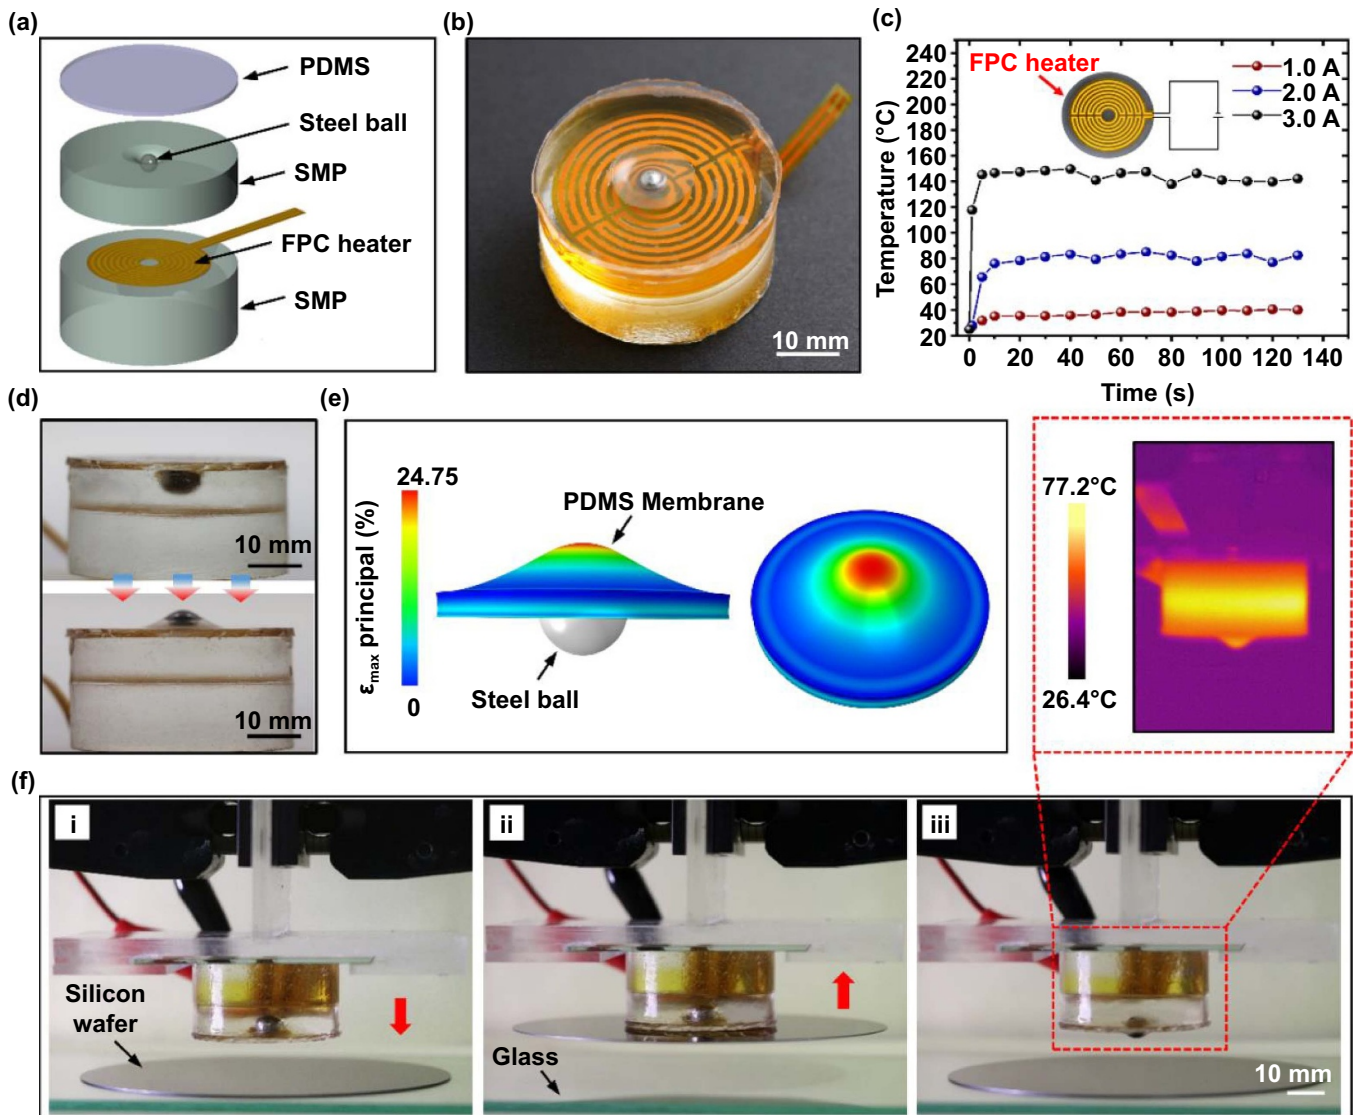 (a)
PDMS
Steel ball
SMP
FPC heater
SMP
(b)
10 mm
(c)
Temperature (°C)
240
220
200
180
160
140
120
100
80
60
40
20
FPC heater
1.0 A
2.0 A
3.0 A
0 20 40 60 80 100 120 140
Time (s)
(d)
10 mm
10 mm
(e)
εmax principal (%)
24.75
0
PDMS Membrane
Steel ball
77.2°C
26.4°C
(f)
i
Silicon
wafer
ii
Glass
iii
10 mm